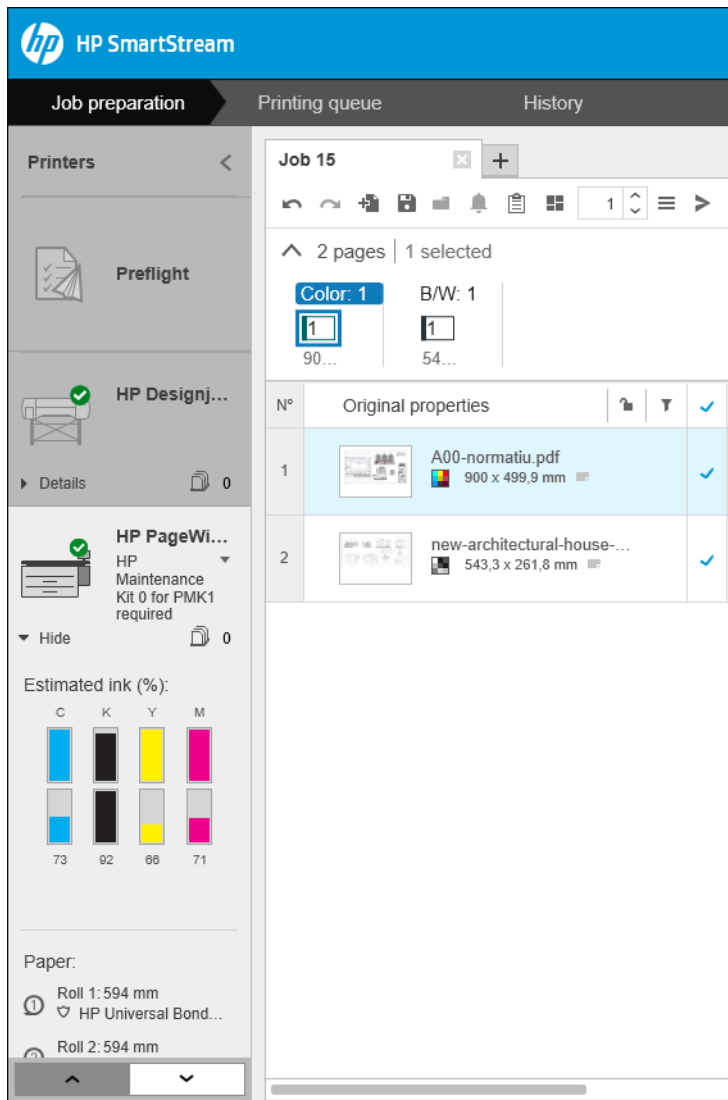 hp HP SmartStream
Job preparation Printing queue History
Printers
Preflight
HP Designj...
Details 0
HP PageWi...
HP
Maintenance
Kit 0 for PMK1
required
Hide 0
Estimated ink (%):
C K Y M
73 92 66 71
Paper:
1 Roll 1: 594 mm
HP Universal Bond...
Roll 2: 594 mm
Job 15
1
2 pages 1 selected
Color: 1 B/W: 1
1 1
90... 54...
Nº Original properties
1 A00-normatiu.pdf
900 x 499,9 mm
2 new-architectural-house-...
543,3 x 261,8 mm